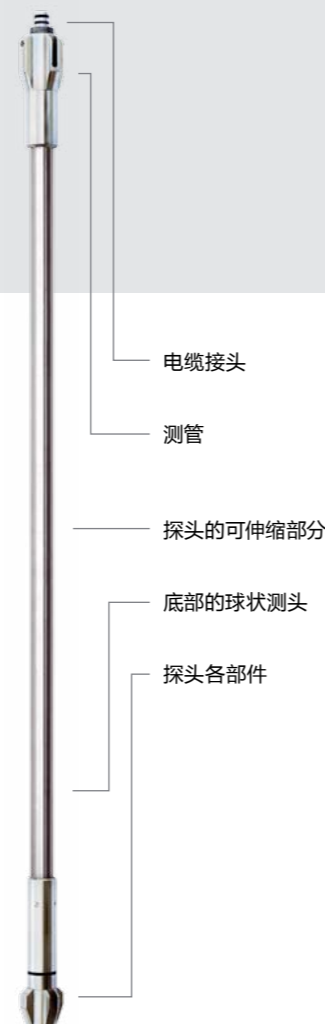 电缆接头
测管
探头的可伸缩部分
底部的球状测头
探头各部件